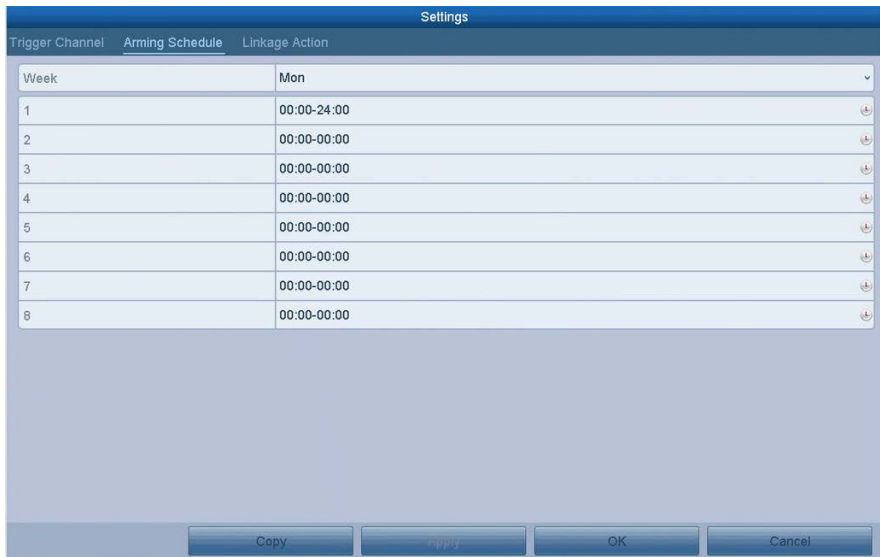 Settings
Trigger Channel Arming Schedule Linkage Action
Week Mon
1 00:00-24:00
2 00:00-00:00
3 00:00-00:00
4 00:00-00:00
5 00:00-00:00
6 00:00-00:00
7 00:00-00:00
8 00:00-00:00
Copy Apply OK Cancel